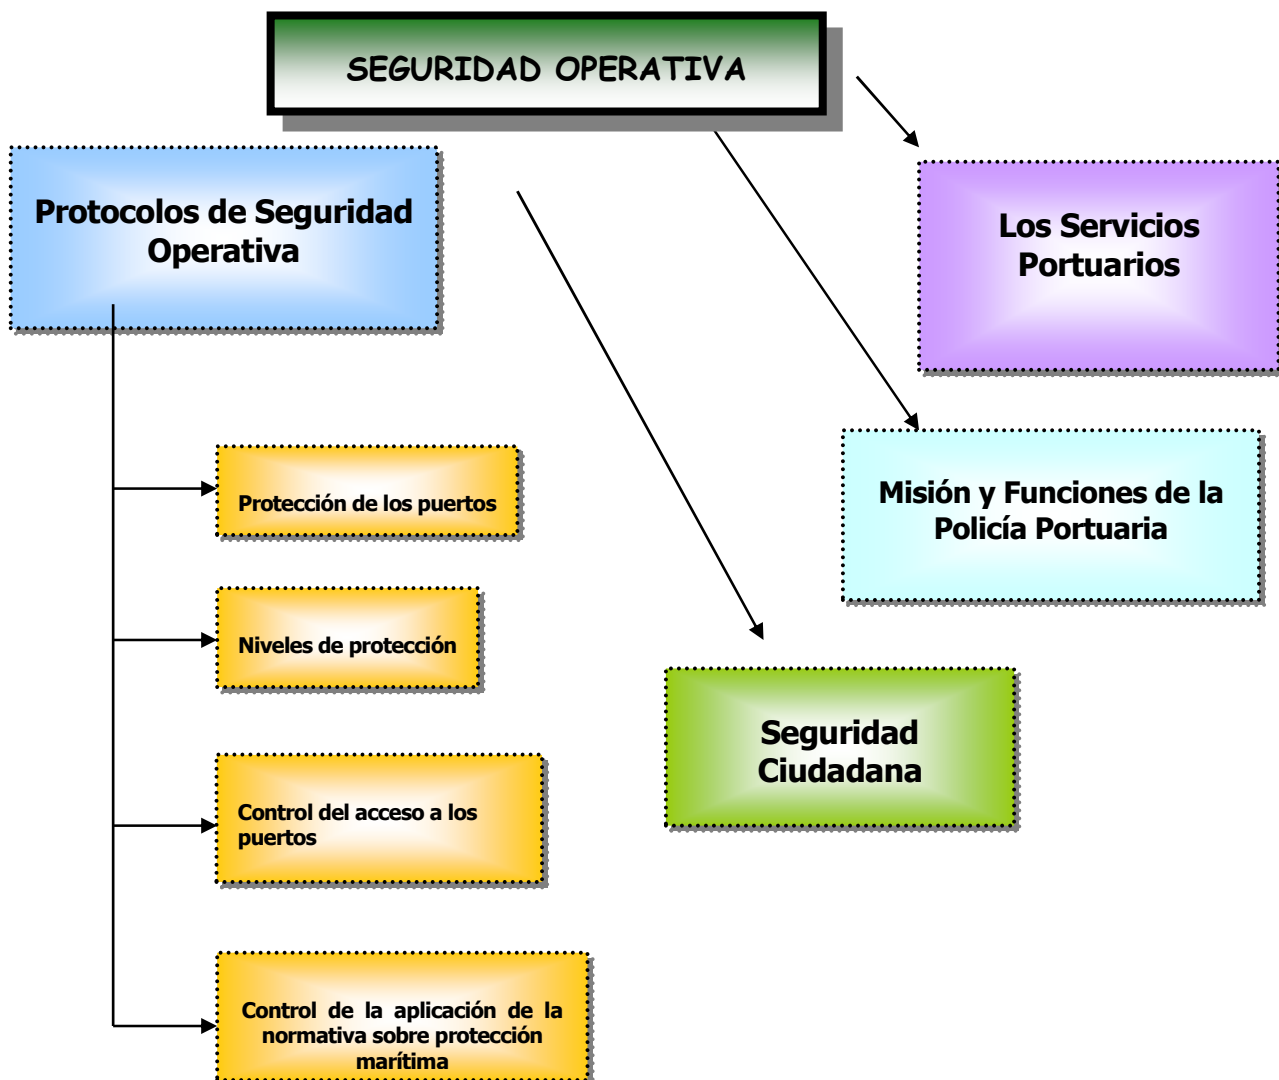 SEGURIDAD OPERATIVA
Protocolos de Seguridad
Operativa
Los Servicios
Portuarios
Misión y Funciones de la
Policía Portuaria
Seguridad
Ciudadana
Protección de los puertos
Niveles de protección
Control del acceso a los
puertos
Control de la aplicación de la
normativa sobre protección
marítima